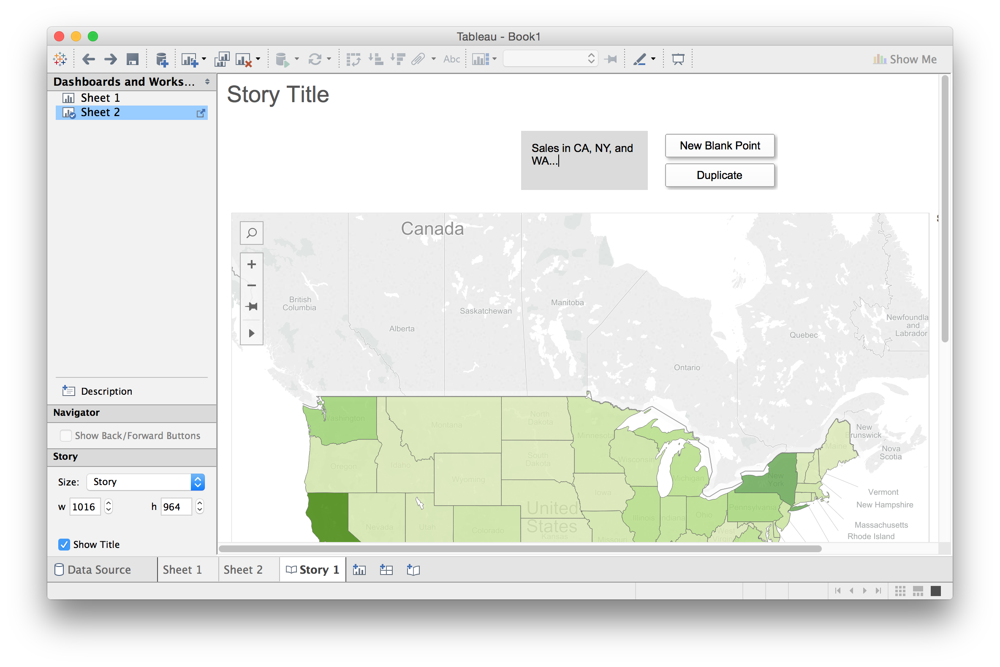 Tableau - Book1
Abc
Show Me
Dashboards and Works...
Sheet 1
Sheet 2
Description
Navigator
Show Back/Forward Buttons
Story
Size: Story
w 1016 h 964
Show Title
Story Title
Sales in CA, NY, and
WA...
New Blank Point
Duplicate
Canada
British
Columbia
Alberta
Saskatchewan
Manitoba
Ontario
Quebec
Newfoundla
and
Labrador
New
Brunswick
Nova
Scotia
Washington
Montana
North
Dakota
Minnesota
Maine
Oregon
Idaho
South
Dakota
Wisconsin
Wyoming
Michigan
New
York
Iowa
Vermont
New Hampshire
United
States
Pennsylvania
Illinois
Indiana
Ohio
Nevada
Utah
Colorado
Kansas
Missouri
West
Virginia
Massachusetts
Rhode Island
Data Source
Sheet 1
Sheet 2
Story 1